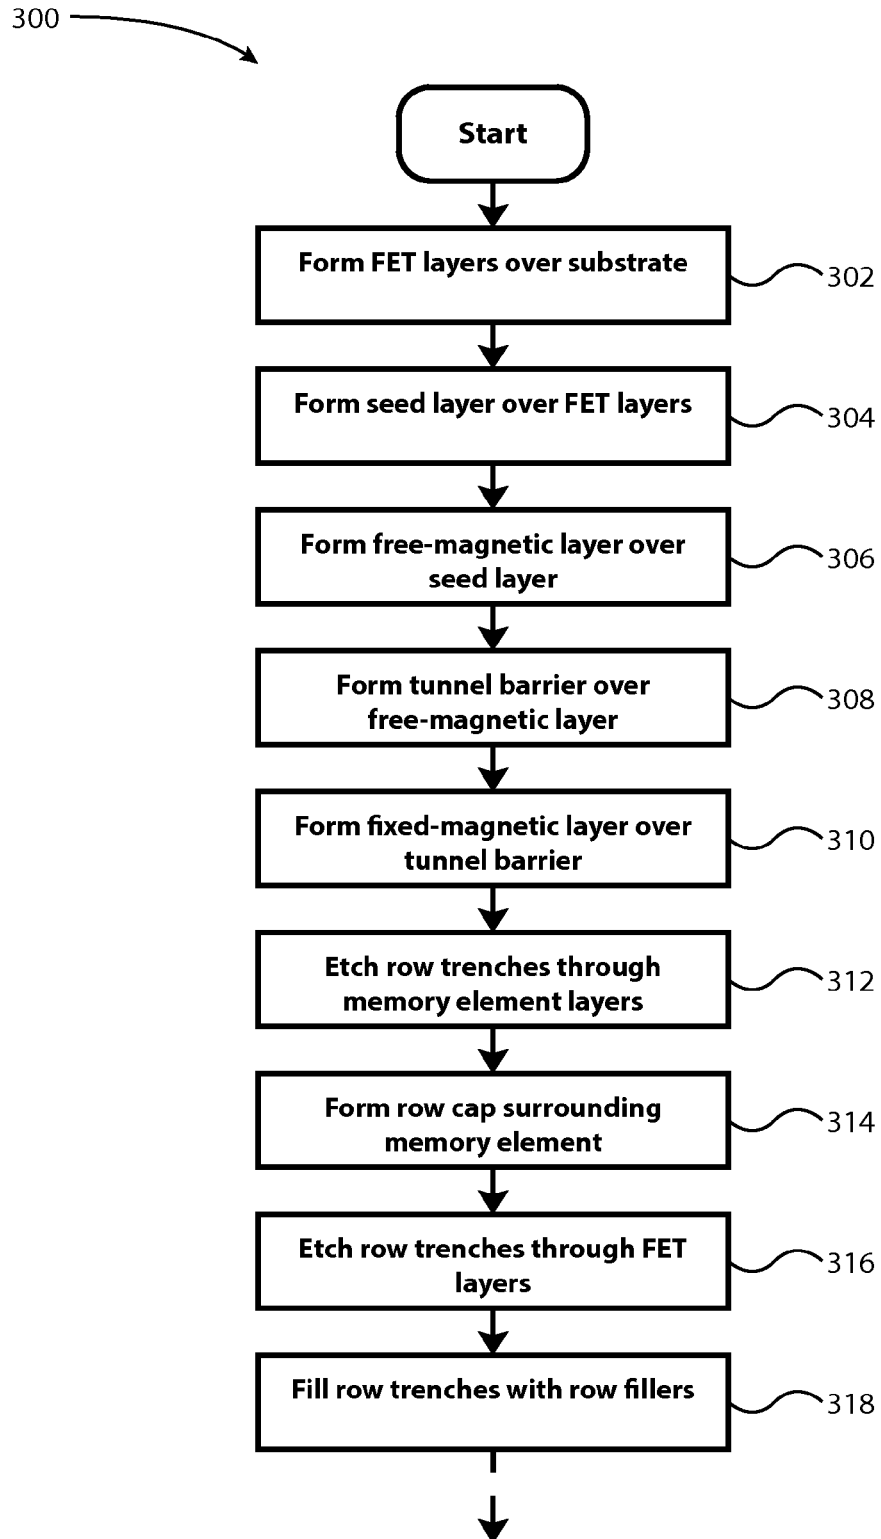 300
Start
Form FET layers over substrate
302
Form seed layer over FET layers
304
Form free-magnetic layer over
seed layer
306
Form tunnel barrier over
free-magnetic layer
308
Form fixed-magnetic layer over
tunnel barrier
310
Etch row trenches through
memory element layers
312
Form row cap surrounding
memory element
314
Etch row trenches through FET
layers
316
Fill row trenches with row fillers
318